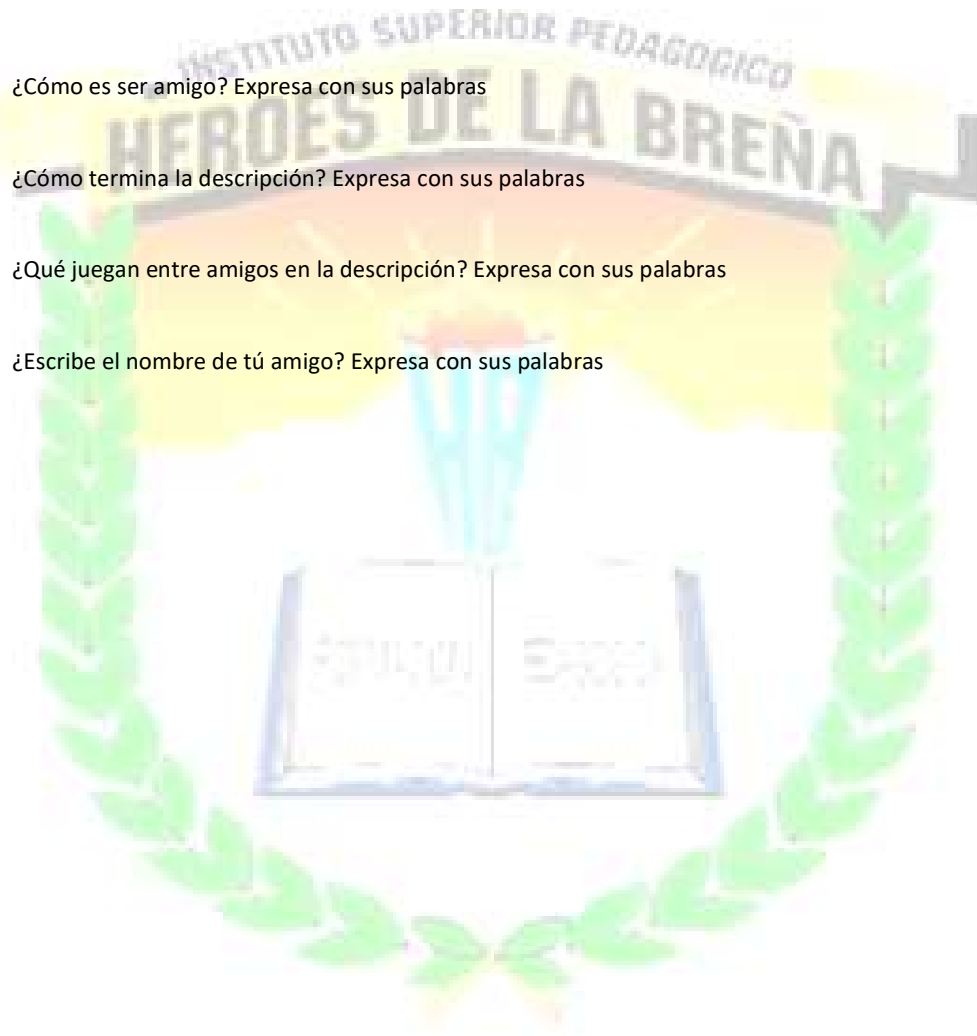 INSTITUTO SUPERIOR PEDAGOGICO
HEROES DE LA BREÑA
¿Cómo es ser amigo? Expresa con sus palabras
¿Cómo termina la descripción? Expresa con sus palabras
¿Qué juegan entre amigos en la descripción? Expresa con sus palabras
¿Escribe el nombre de tú amigo? Expresa con sus palabras